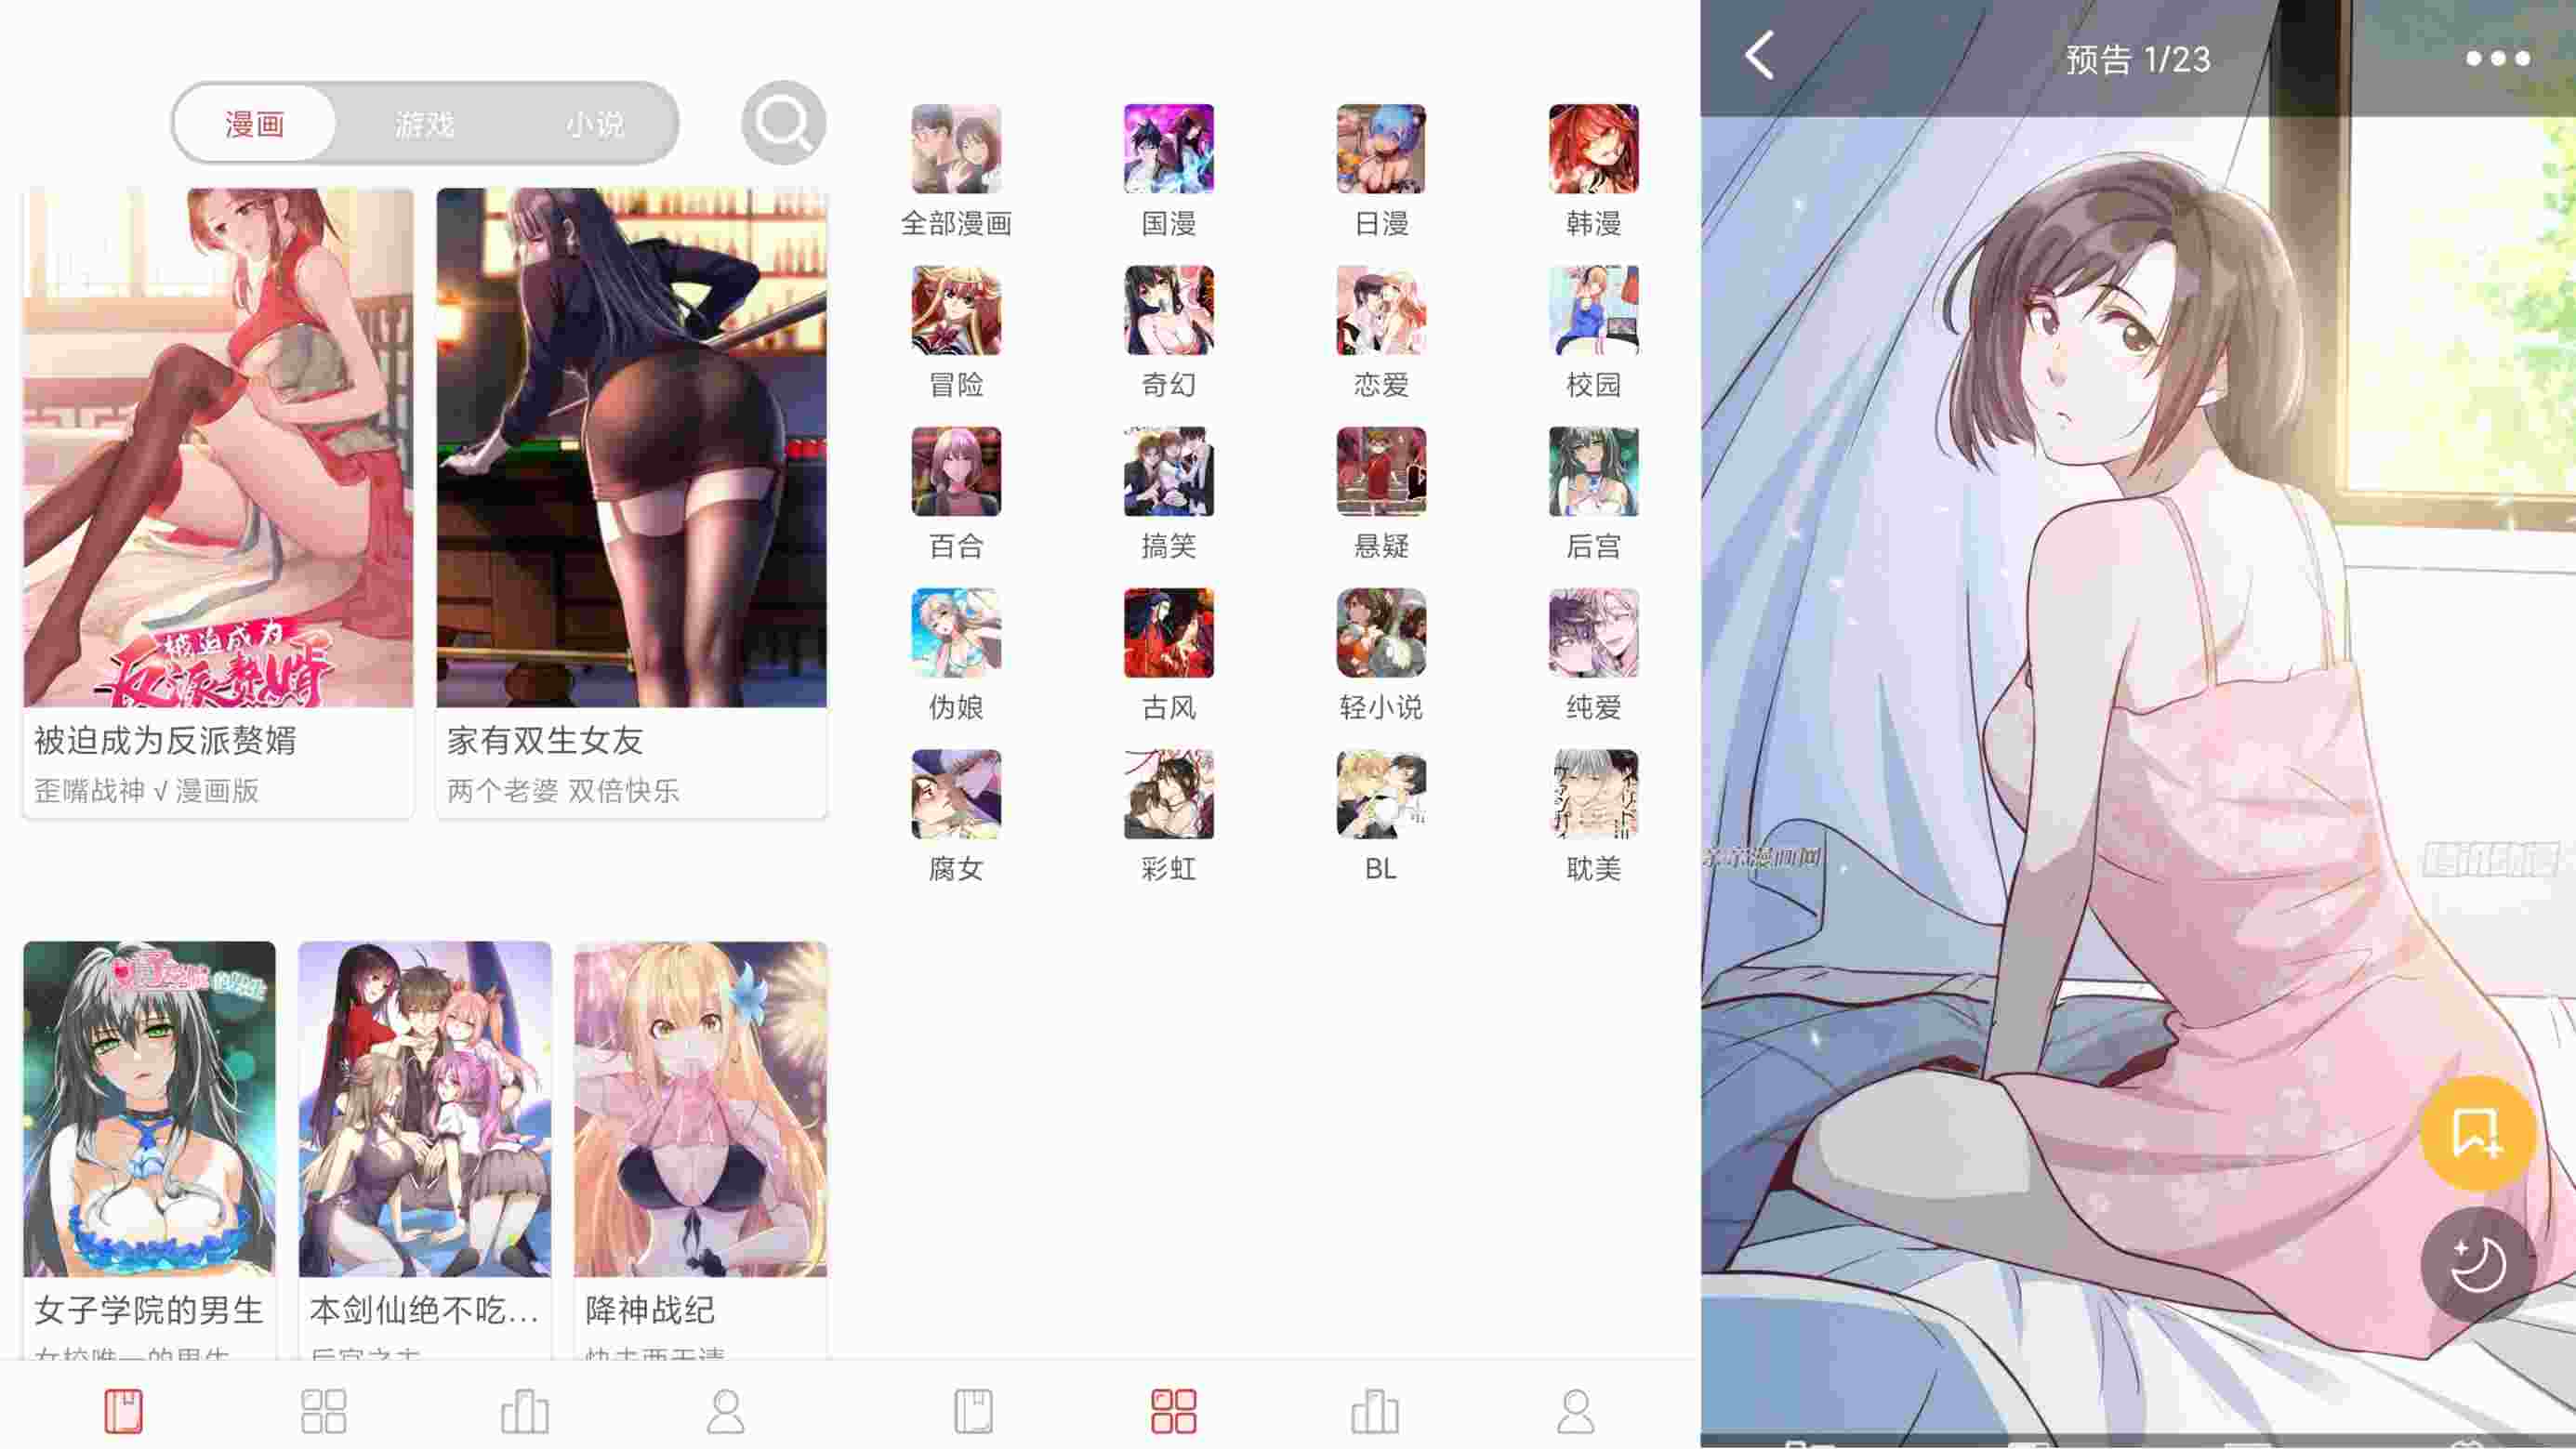 漫画
游戏
小说
被迫成为
反派赘婿
被迫成为反派赘婿
歪嘴战神 √ 漫画版
家有双生女友
两个老婆 双倍快乐
女子学院的男生
本剑仙绝不吃...
降神战纪
全部漫画
国漫
日漫
韩漫
冒险
奇幻
恋爱
校园
百合
搞笑
悬疑
后宫
伪娘
古风
轻小说
纯爱
腐女
彩虹
BL
耽美
预告 1/23